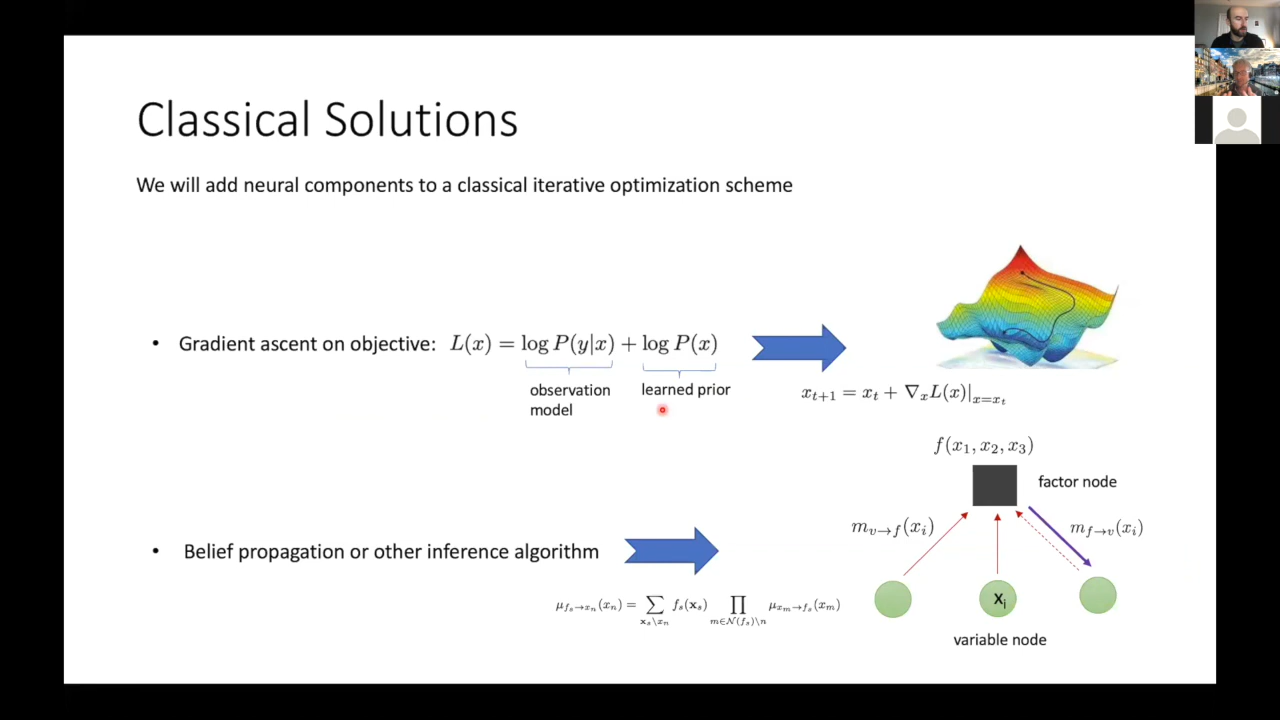 Classical Solutions
We will add neural components to a classical iterative optimization scheme
• Gradient ascent on objective: L(x) = log P(y|x) + log P(x)
observation
model
learned prior
x_{t+1} = x_t + ∇_x L(x)|_{x=x_t}
f(x_1, x_2, x_3)
factor node
m_{v→f}(x_i)
m_{f→v}(x_i)
• Belief propagation or other inference algorithm
μ_{f_s→x_n}(x_n) = ∑_{𝐱_s\x_n} f_s(𝐱_s) ∏_{m∈𝒩(f_s)\n} μ_{x_m→f_s}(x_m)
x_i
variable node